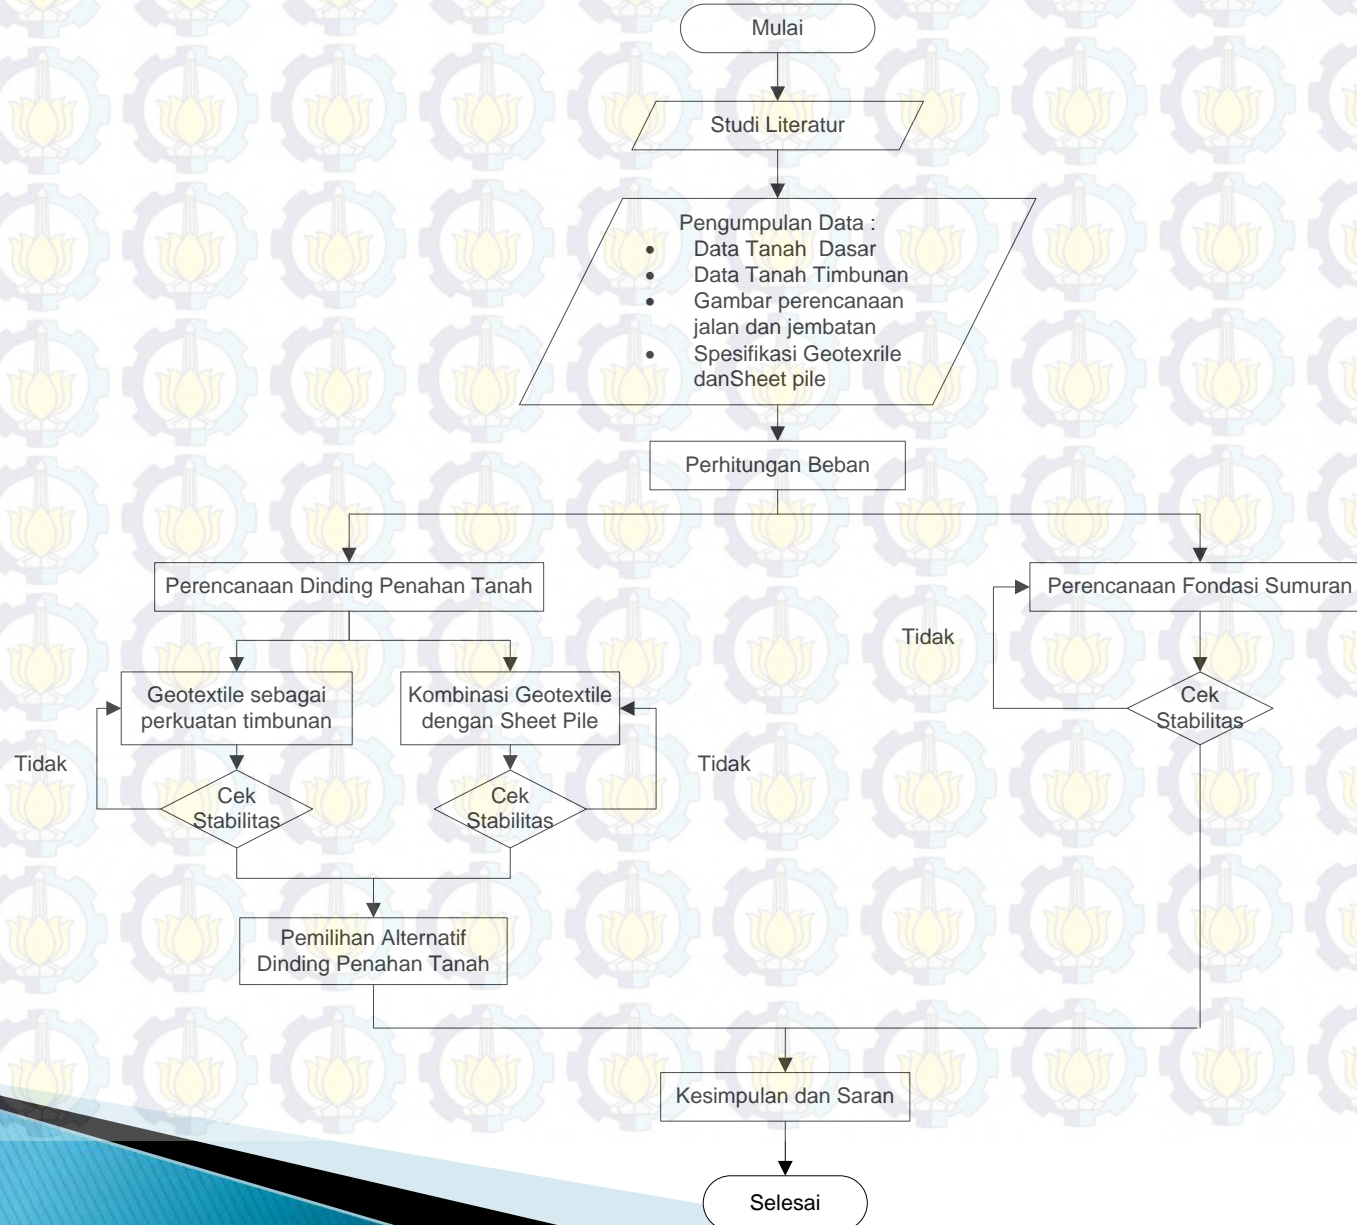 Mulai
Studi Literatur
Pengumpulan Data :
• Data Tanah Dasar
• Data Tanah Timbunan
• Gambar perencanaan
jalan dan jembatan
• Spesifikasi Geotexrile
danSheet pile
Perhitungan Beban
Perencanaan Dinding Penahan Tanah
Perencanaan Fondasi Sumuran
Tidak
Geotextile sebagai
perkuatan timbunan
Kombinasi Geotextile
dengan Sheet Pile
Cek
Stabilitas
Tidak
Tidak
Cek
Stabilitas
Cek
Stabilitas
Pemilihan Alternatif
Dinding Penahan Tanah
Kesimpulan dan Saran
Selesai